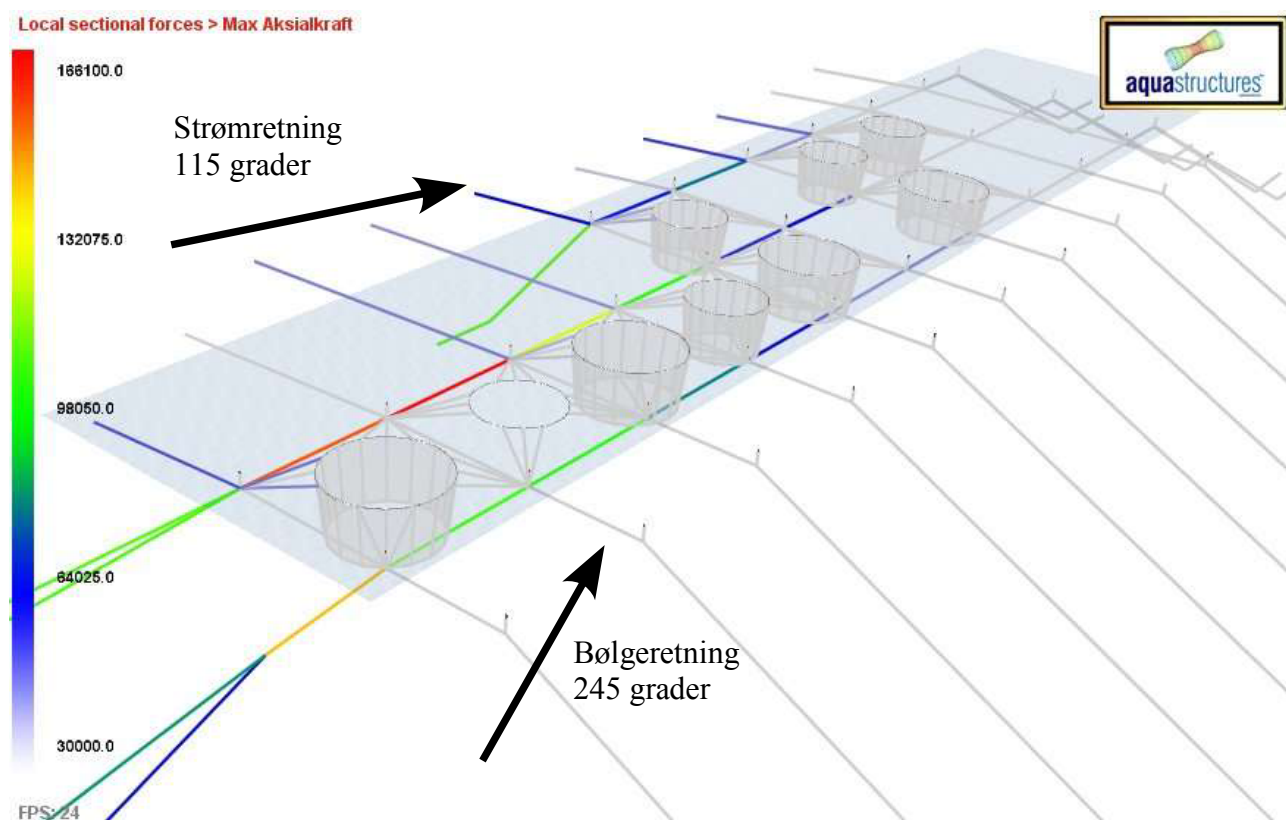 Local sectional forces > Max Aksialkraft
166100.0
132075.0
98050.0
64025.0
30000.0
Strømretning
115 grader
aquastructures
Bølgeretning
245 grader
FPS: 24